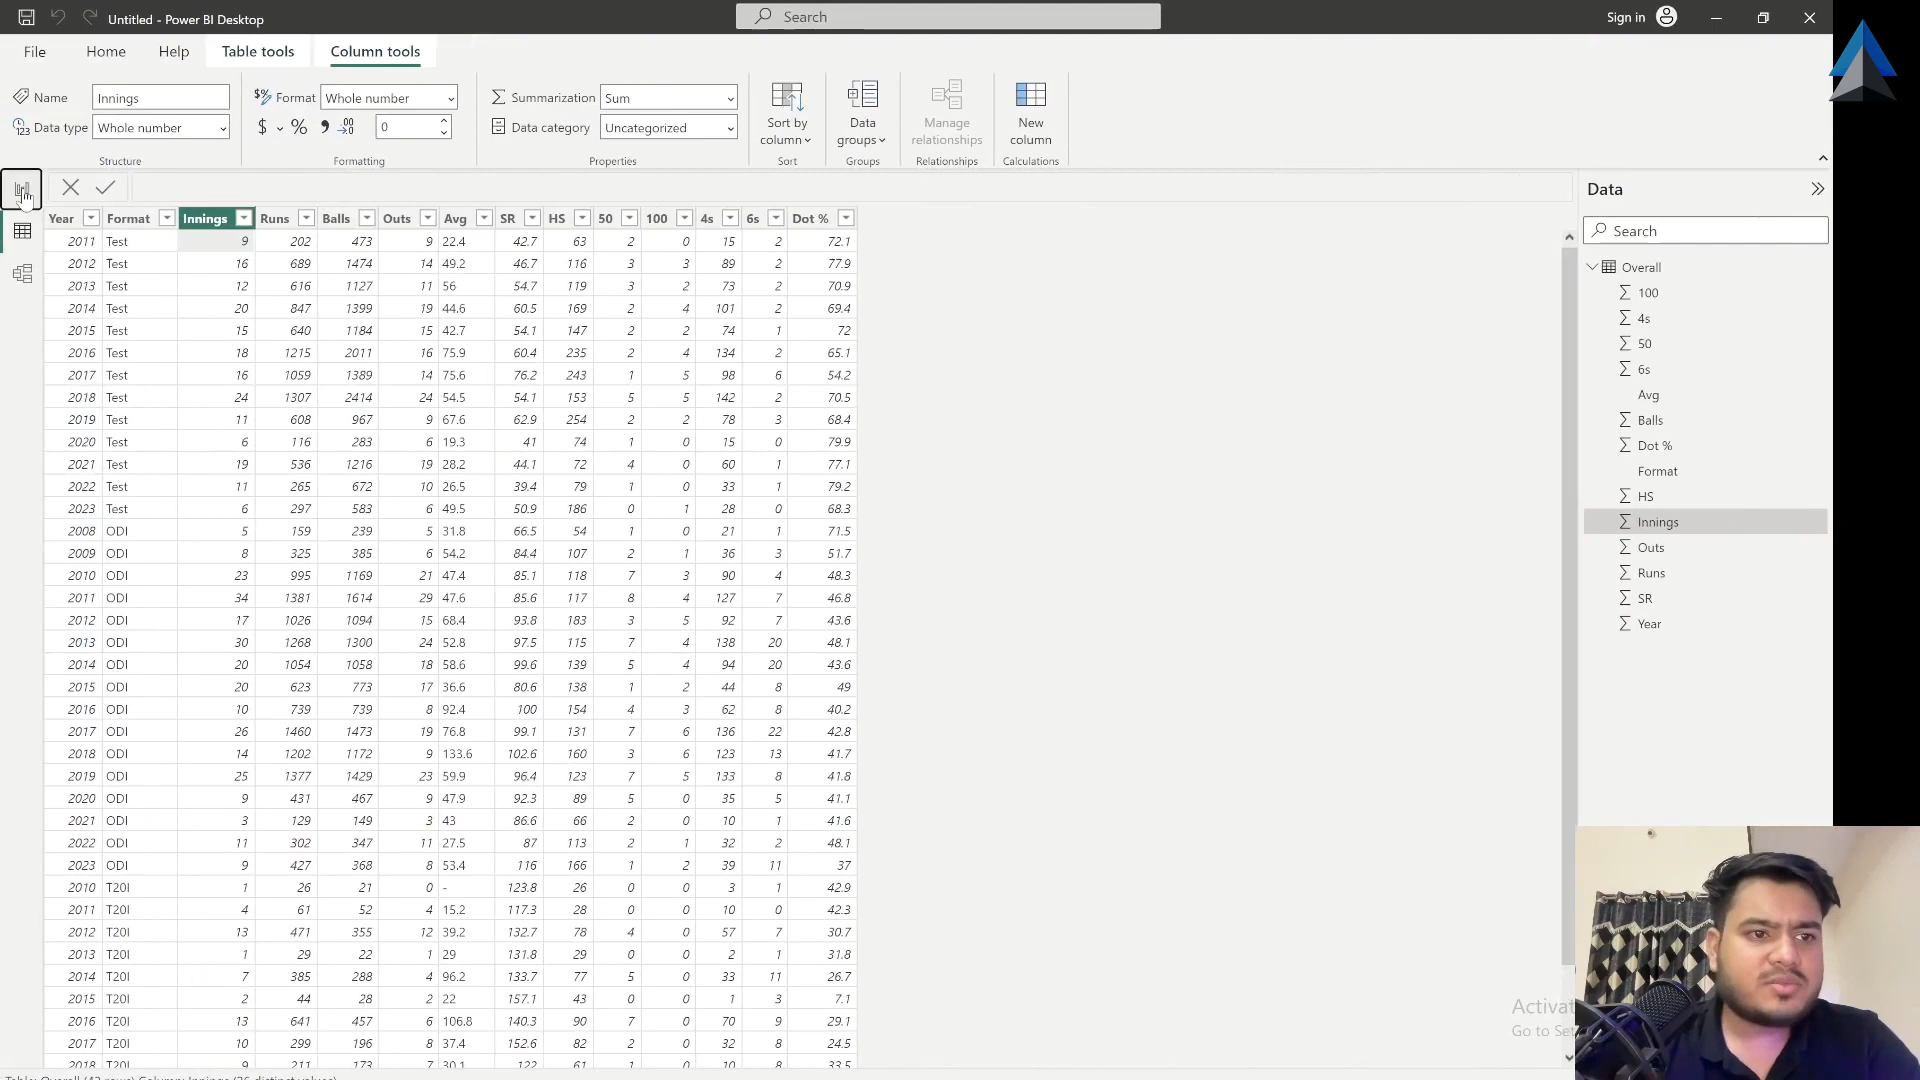 Untitled - Power BI Desktop
Search
Sign in
File Home Help Table tools Column tools
Name Innings $% Format Whole number Summarization Sum
Data type Whole number $ % 0 Data category Uncategorized
Sort by column Data groups Manage relationships New column
Structure Formatting Properties Sort Groups Relationships Calculations
Year Format Innings Runs Balls Outs Avg SR HS 50 100 4s 6s Dot %
2011 Test 9 202 473 9 22.4 42.7 63 2 0 15 2 72.1
2012 Test 16 689 1474 14 49.2 46.7 116 3 3 89 2 77.9
2013 Test 12 616 1127 11 56 54.7 119 3 2 73 2 70.9
2014 Test 20 847 1399 19 44.6 60.5 169 2 4 101 2 69.4
2015 Test 15 640 1184 15 42.7 54.1 147 2 2 74 1 72
2016 Test 18 1215 2011 16 75.9 60.4 235 2 4 134 2 65.1
2017 Test 16 1059 1389 14 75.6 76.2 243 1 5 98 6 54.2
2018 Test 24 1307 2414 24 54.5 54.1 153 5 5 142 2 70.5
2019 Test 11 608 967 9 67.6 62.9 254 2 2 78 3 68.4
2020 Test 6 116 283 6 19.3 41 74 1 0 15 0 79.9
2021 Test 19 536 1216 19 28.2 44.1 72 4 0 60 1 77.1
2022 Test 11 265 672 10 26.5 39.4 79 1 0 33 1 79.2
2023 Test 6 297 583 6 49.5 50.9 186 0 1 28 0 68.3
2008 ODI 5 159 239 5 31.8 66.5 54 1 0 21 1 71.5
2009 ODI 8 325 385 6 54.2 84.4 107 2 1 36 3 51.7
2010 ODI 23 995 1169 21 47.4 85.1 118 7 3 90 4 48.3
2011 ODI 34 1381 1614 29 47.6 85.6 117 8 4 127 7 46.8
2012 ODI 17 1026 1094 15 68.4 93.8 183 3 5 92 7 43.6
2013 ODI 30 1268 1300 24 52.8 97.5 115 7 4 138 20 48.1
2014 ODI 20 1054 1058 18 58.6 99.6 139 5 4 94 20 43.6
2015 ODI 20 623 773 17 36.6 80.6 138 1 2 44 8 49
2016 ODI 10 739 739 8 92.4 100 154 4 3 62 8 40.2
2017 ODI 26 1460 1473 19 76.8 99.1 131 7 6 136 22 42.8
2018 ODI 14 1202 1172 9 133.6 102.6 160 3 6 123 13 41.7
2019 ODI 25 1377 1429 23 59.9 96.4 123 7 5 133 8 41.8
2020 ODI 9 431 467 9 47.9 92.3 89 5 0 35 5 41.1
2021 ODI 3 129 149 3 43 86.6 66 2 0 10 1 41.6
2022 ODI 11 302 347 11 27.5 87 113 2 1 32 2 48.1
2023 ODI 9 427 368 8 53.4 116 166 1 2 39 11 37
2010 T20I 1 26 21 0 - 123.8 26 0 0 3 1 42.9
2011 T20I 4 61 52 4 15.2 117.3 28 0 0 10 0 42.3
2012 T20I 13 471 355 12 39.2 132.7 78 4 0 57 7 30.7
2013 T20I 1 29 22 1 29 131.8 29 0 0 2 1 31.8
2014 T20I 7 385 288 4 96.2 133.7 77 5 0 33 11 26.7
2015 T20I 2 44 28 2 22 157.1 43 0 0 1 3 7.1
2016 T20I 13 641 457 6 106.8 140.3 90 7 0 70 9 29.1
2017 T20I 10 299 196 8 37.4 152.6 82 2 0 32 8 24.5
2018 T20I 9 211 173 7 30.1 122 61 1 0 10 8 33.5
Data
Search
Overall
100
4s
50
6s
Avg
Balls
Dot %
Format
HS
Innings
Outs
Runs
SR
Year
Activat
Go to Set